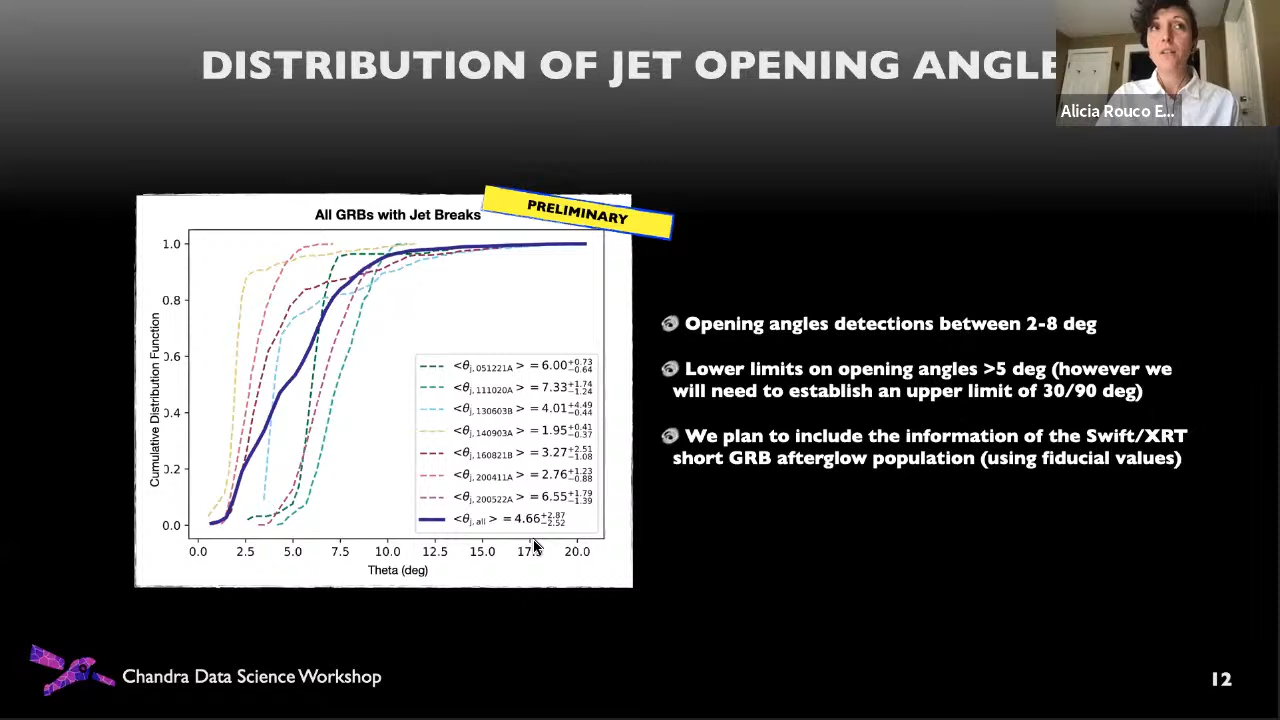 DISTRIBUTION OF JET OPENING ANGLE
Alicia Rouco E...
PRELIMINARY
All GRBs with Jet Breaks
Cumulative Distribution Function
1.0
0.8
0.6
0.4
0.2
0.0
<θj,051221A> = 6.00+0.73−0.64
<θj,111020A> = 7.33+1.74−1.24
<θj,130603B> = 4.01+4.49−0.44
<θj,140903A> = 1.95+0.41−0.37
<θj,160821B> = 3.27+2.51−1.08
<θj,200411A> = 2.76+1.23−0.88
<θj,200522A> = 6.55+1.79−1.39
<θj,all> = 4.66+2.87−2.52
0.0 2.5 5.0 7.5 10.0 12.5 15.0 17.5 20.0
Theta (deg)
Opening angles detections between 2-8 deg
Lower limits on opening angles >5 deg (however we
will need to establish an upper limit of 30/90 deg)
We plan to include the information of the Swift/XRT
short GRB afterglow population (using fiducial values)
Chandra Data Science Workshop
12